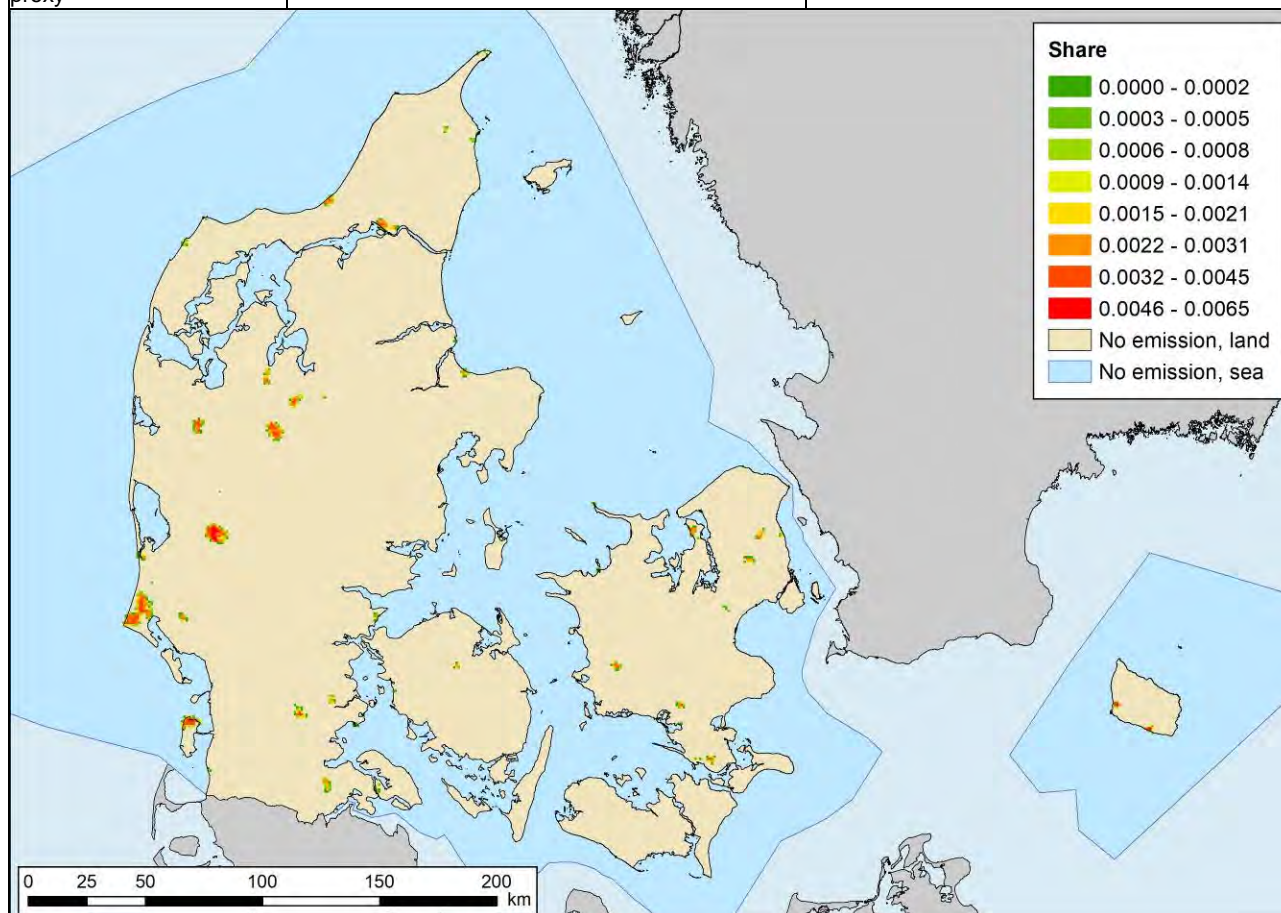 proxy
Share
0.0000 - 0.0002
0.0003 - 0.0005
0.0006 - 0.0008
0.0009 - 0.0014
0.0015 - 0.0021
0.0022 - 0.0031
0.0032 - 0.0045
0.0046 - 0.0065
No emission, land
No emission, sea
0 25 50 100 150 200
km